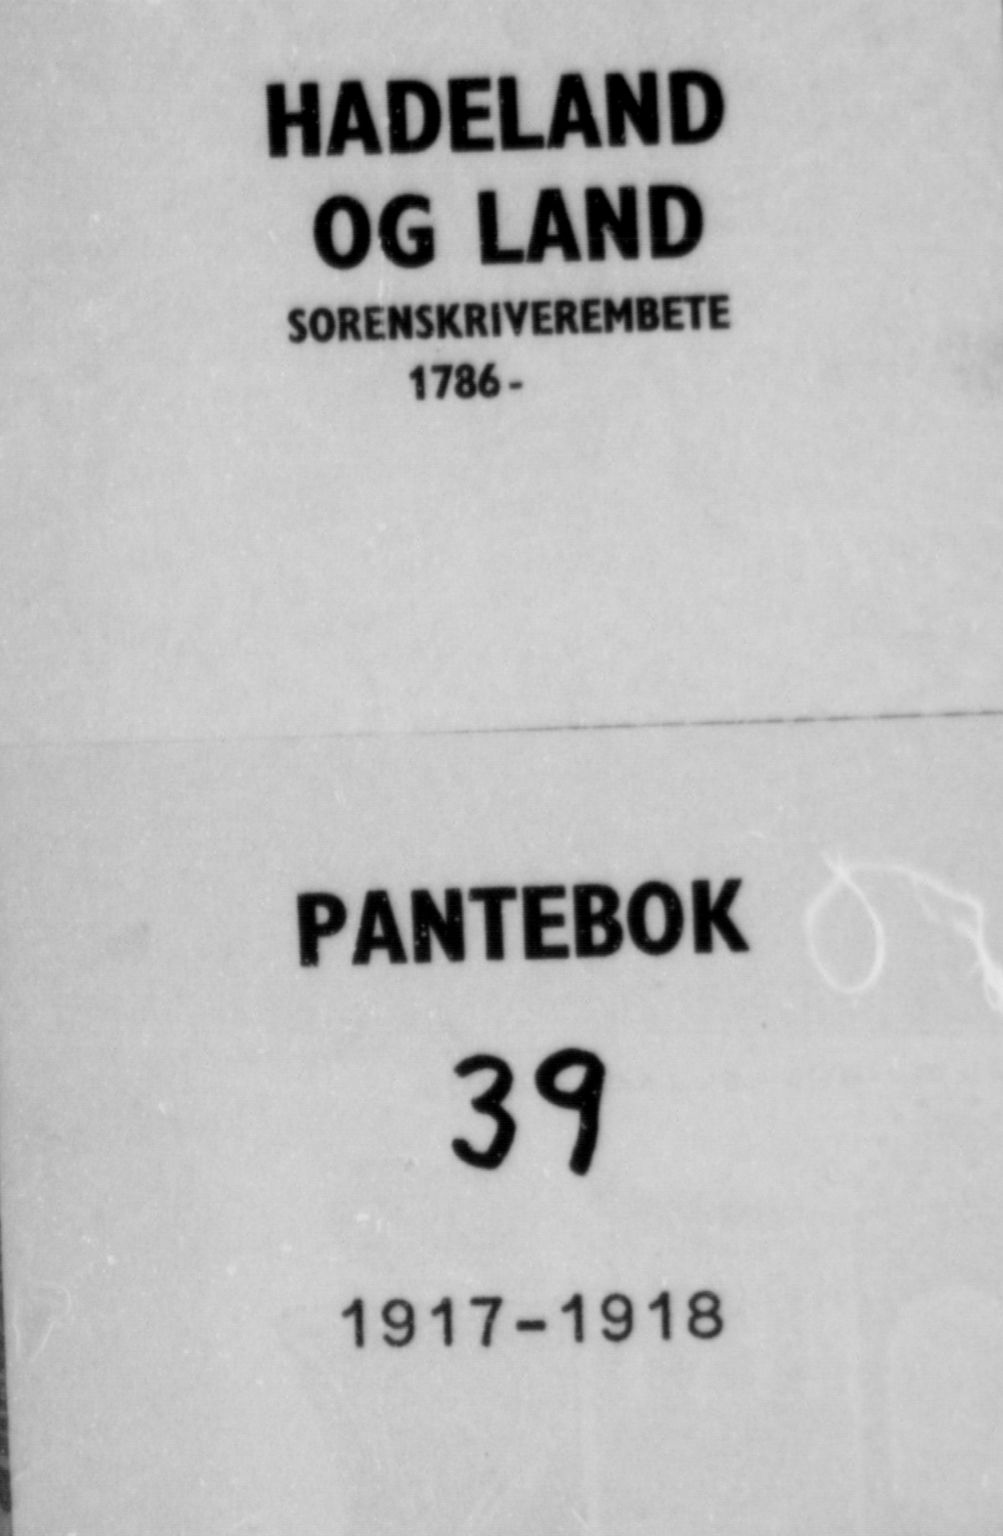 HADELAND
OG LAND
SORENSKRIVEREMBETE
1786-
PANTEBOK
39
1917-1918